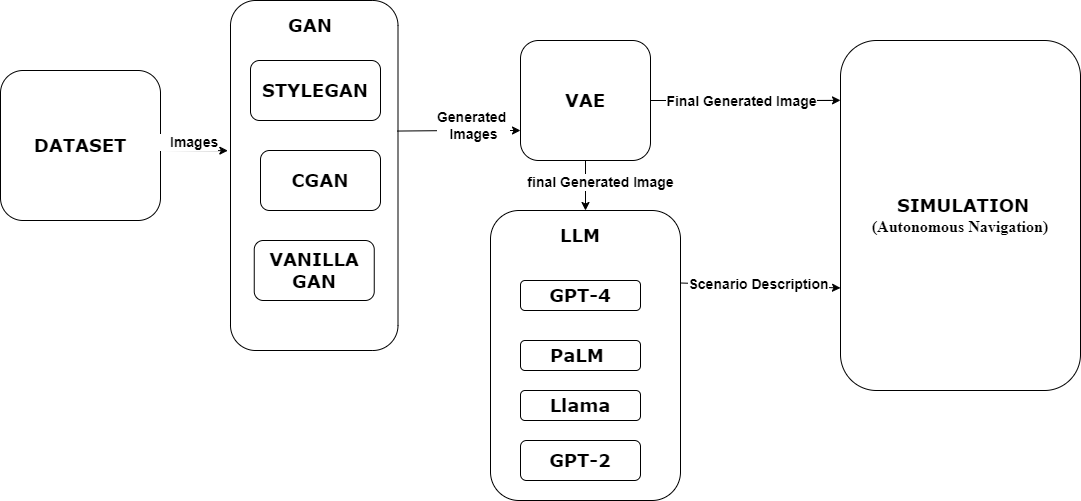 DATASET
Images
GAN
STYLEGAN
CGAN
VANILLA
GAN
Generated
Images
VAE
Final Generated Image
final Generated Image
LLM
GPT-4
PaLM
Llama
GPT-2
Scenario Description
SIMULATION
(Autonomous Navigation)